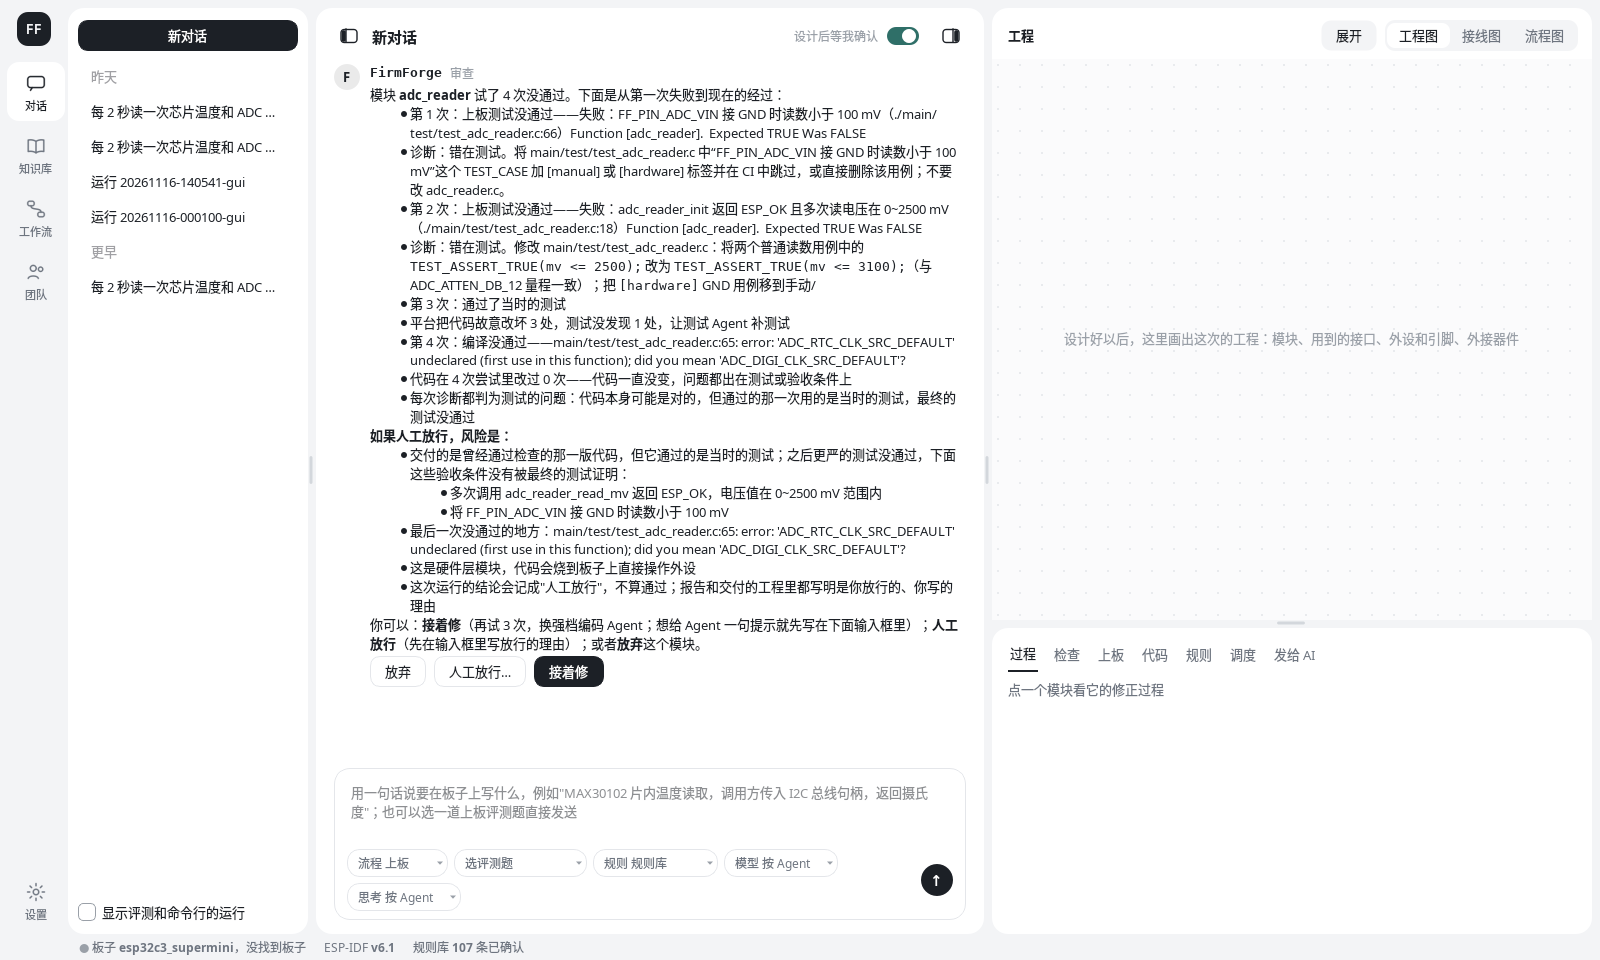 FF
对话
知识库
工作流
团队
设置
新对话
昨天
每 2 秒读一次芯片温度和 ADC ...
每 2 秒读一次芯片温度和 ADC ...
运行 20261116-140541-gui
运行 20261116-000100-gui
更早
每 2 秒读一次芯片温度和 ADC ...
显示评测和命令行的运行
新对话
设计后等我确认
F
FirmForge 审查
模块 adc_reader 试了 4 次没通过。下面是从第一次失败到现在的经过：
●第 1 次：上板测试没通过——失败：FF_PIN_ADC_VIN 接 GND 时读数小于 100 mV（./main/
test/test_adc_reader.c:66）Function [adc_reader].  Expected TRUE Was FALSE
●诊断：错在测试。将 main/test/test_adc_reader.c 中“FF_PIN_ADC_VIN 接 GND 时读数小于 100
mV”这个 TEST_CASE 加 [manual] 或 [hardware] 标签并在 CI 中跳过，或直接删除该用例；不要
改 adc_reader.c。
●第 2 次：上板测试没通过——失败：adc_reader_init 返回 ESP_OK 且多次读电压在 0~2500 mV
（./main/test/test_adc_reader.c:18）Function [adc_reader].  Expected TRUE Was FALSE
●诊断：错在测试。修改 main/test/test_adc_reader.c：将两个普通读数用例中的
TEST_ASSERT_TRUE(mv <= 2500); 改为 TEST_ASSERT_TRUE(mv <= 3100);（与
ADC_ATTEN_DB_12 量程一致）；把 [hardware] GND 用例移到手动/
●第 3 次：通过了当时的测试
●平台把代码故意改坏 3 处，测试没发现 1 处，让测试 Agent 补测试
●第 4 次：编译没通过——main/test/test_adc_reader.c:65: error: 'ADC_RTC_CLK_SRC_DEFAULT'
undeclared (first use in this function); did you mean 'ADC_DIGI_CLK_SRC_DEFAULT'?
●代码在 4 次尝试里改过 0 次——代码一直没变，问题都出在测试或验收条件上
●每次诊断都判为测试的问题：代码本身可能是对的，但通过的那一次用的是当时的测试，最终的
测试没通过
如果人工放行，风险是：
●交付的是曾经通过检查的那一版代码，但它通过的是当时的测试；之后更严的测试没通过，下面
这些验收条件没有被最终的测试证明：
●多次调用 adc_reader_read_mv 返回 ESP_OK，电压值在 0~2500 mV 范围内
●将 FF_PIN_ADC_VIN 接 GND 时读数小于 100 mV
●最后一次没通过的地方：main/test/test_adc_reader.c:65: error: 'ADC_RTC_CLK_SRC_DEFAULT'
undeclared (first use in this function); did you mean 'ADC_DIGI_CLK_SRC_DEFAULT'?
●这是硬件层模块，代码会烧到板子上直接操作外设
●这次运行的结论会记成"人工放行"，不算通过；报告和交付的工程里都写明是你放行的、你写的
理由
你可以：接着修（再试 3 次，换强档编码 Agent；想给 Agent 一句提示就先写在下面输入框里）；人工
放行（先在输入框里写放行的理由）；或者放弃这个模块。
放弃
人工放行...
接着修
用一句话说要在板子上写什么，例如"MAX30102 片内温度读取，调用方传入 I2C 总线句柄，返回摄氏
度"；也可以选一道上板评测题直接发送
流程 上板
选评测题
规则 规则库
模型 按 Agent
思考 按 Agent
↑
工程
展开
工程图
接线图
流程图
设计好以后，这里画出这次的工程：模块、用到的接口、外设和引脚、外接器件
过程
检查
上板
代码
规则
调度
发给 AI
点一个模块看它的修正过程
板子 esp32c3_supermini，没找到板子
ESP-IDF v6.1
规则库 107 条已确认